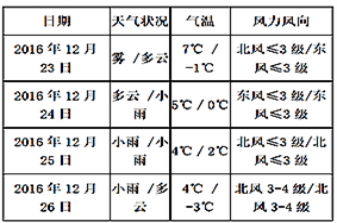 日期 天气状况 气温 风力风向
2016 年 12 月 23 日 雾 /多云 7℃ / -1℃ 北风≤3 级/东风≤3 级
2016 年 12 月 24 日 多云 /小雨 5℃ / 0℃ 东风≤3 级/东风≤3 级
2016 年 12 月 25 日 小雨 /小雨 4℃ / 2℃ 北风≤3 级/北风≤3 级
2016 年 12 月 26 日 小雨 /多云 4℃ / -3℃ 北风 3-4 级/北风 3-4 级